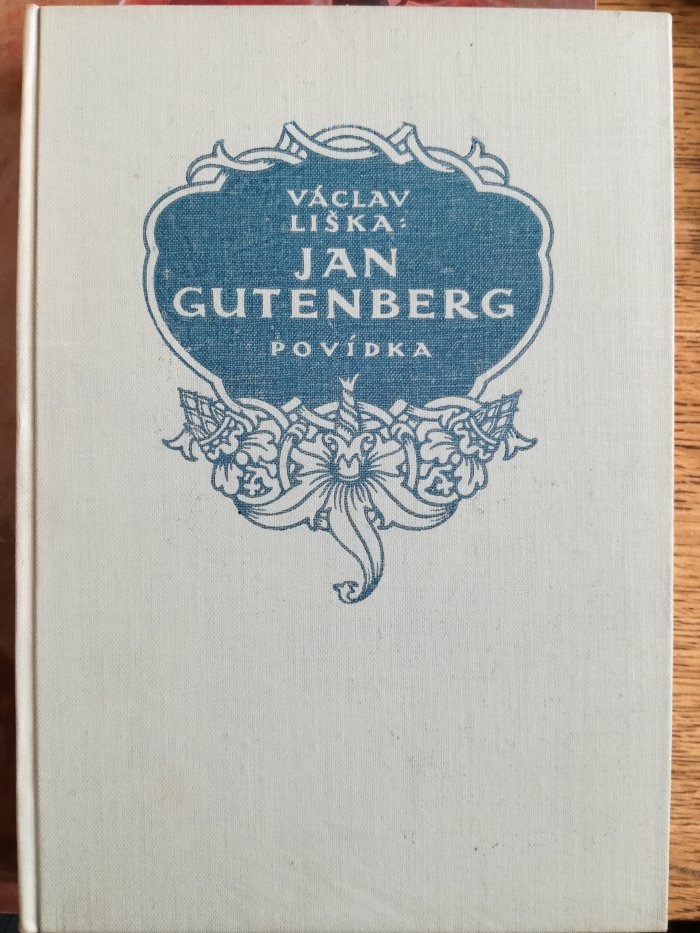 VÁCLAV
LIŠKA:
JAN
GUTENBERG
POVÍDKA